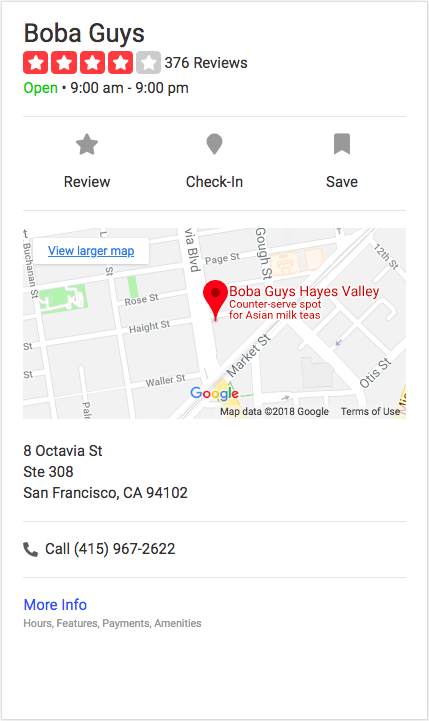 Boba Guys
376 Reviews
Open • 9:00 am - 9:00 pm
Review
Check-In
Save
View larger map
Buchanan St
via Blvd
Gough St
Page St
12th St
Boba Guys Hayes Valley
Counter-serve spot
for Asian milk teas
Rose St
Haight St
Market St
Otis St
Waller St
Google
Map data ©2018 Google
Terms of Use
8 Octavia St
Ste 308
San Francisco, CA 94102
Call (415) 967-2622
More Info
Hours, Features, Payments, Amenities